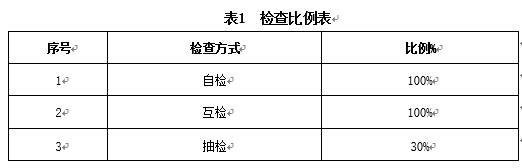 表1 检查比例表
序号 检查方式 比例%
1 自检 100%
2 互检 100%
3 抽检 30%